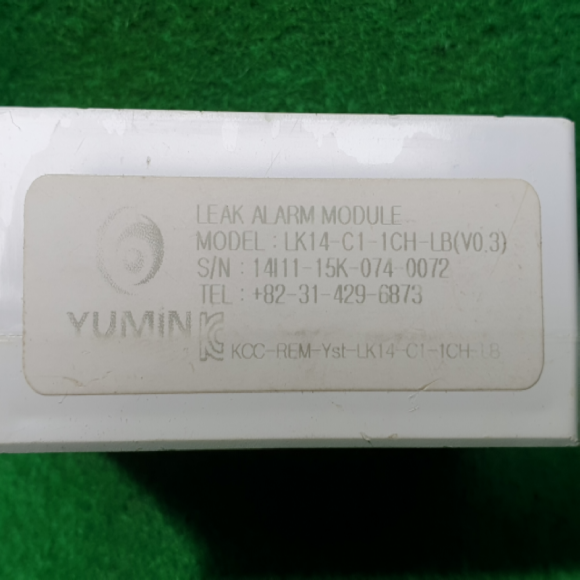 LEAK ALARM MODULE
MODEL : LK14-C1-1CH-LB(V0.3)
S/N : 14I11-15K-074-0072
TEL : +82-31-429-6873
YUMIN
KCC-REM-Yst-LK14-C1-1CH-LB